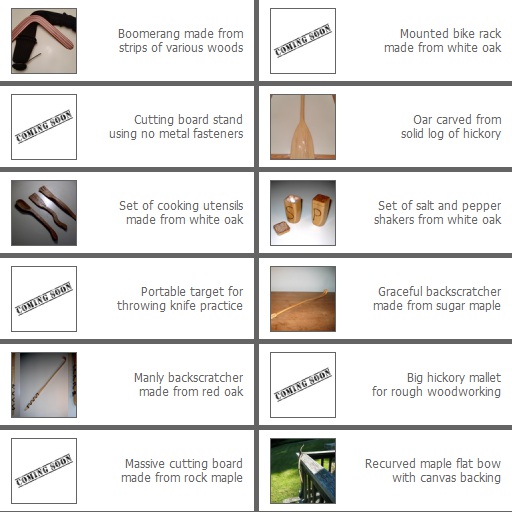 Boomerang made from
strips of various woods
COMING SOON
Mounted bike rack
made from white oak
COMING SOON
Cutting board stand
using no metal fasteners
Oar carved from
solid log of hickory
Set of cooking utensils
made from white oak
S
P
Set of salt and pepper
shakers from white oak
COMING SOON
Portable target for
throwing knife practice
Graceful backscratcher
made from sugar maple
Manly backscratcher
made from red oak
COMING SOON
Big hickory mallet
for rough woodworking
COMING SOON
Massive cutting board
made from rock maple
Recurved maple flat bow
with canvas backing